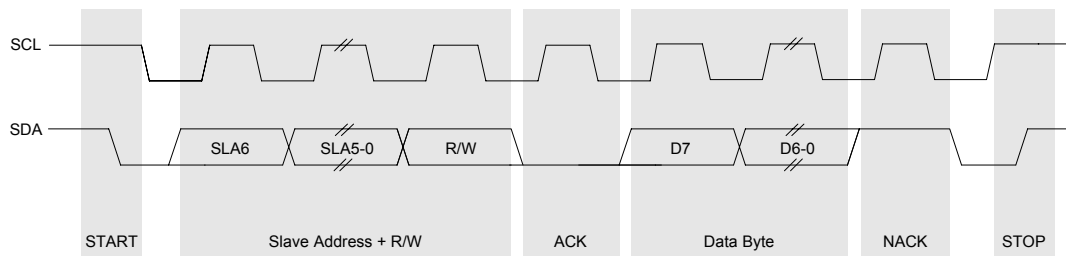 SCL
SDA
SLA6 SLA5-0 R/W D7 D6-0
START Slave Address + R/W ACK Data Byte NACK STOP